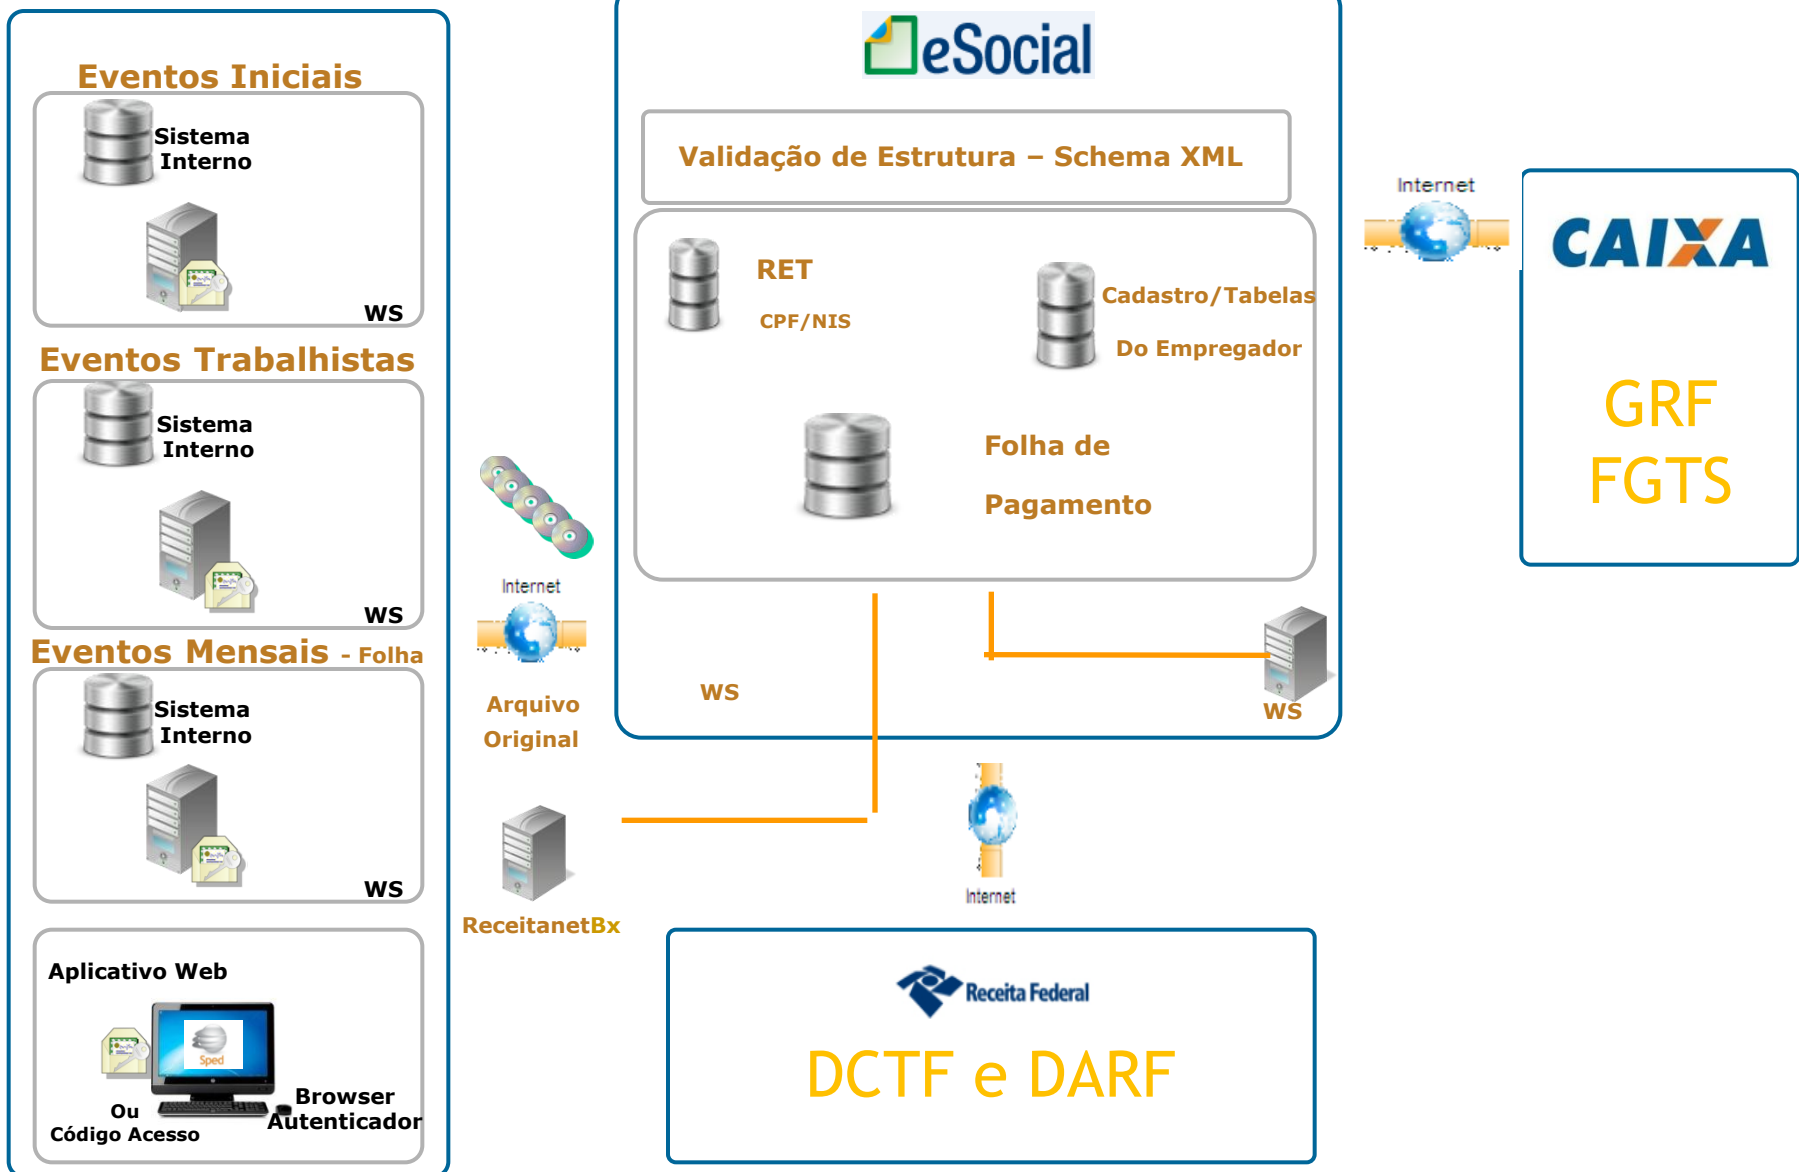 Eventos Iniciais
Sistema
Interno
WS
Eventos Trabalhistas
Sistema
Interno
WS
Eventos Mensais - Folha
Sistema
Interno
WS
Aplicativo Web
Sped
Ou
Código Acesso
Browser
Autenticador
Internet
Arquivo
Original
ReceitanetBx
eSocial
Validação de Estrutura – Schema XML
RET
CPF/NIS
Cadastro/Tabelas
Do Empregador
Folha de
Pagamento
WS
WS
Internet
Receita Federal
DCTF e DARF
Internet
CAIXA
GRF
FGTS